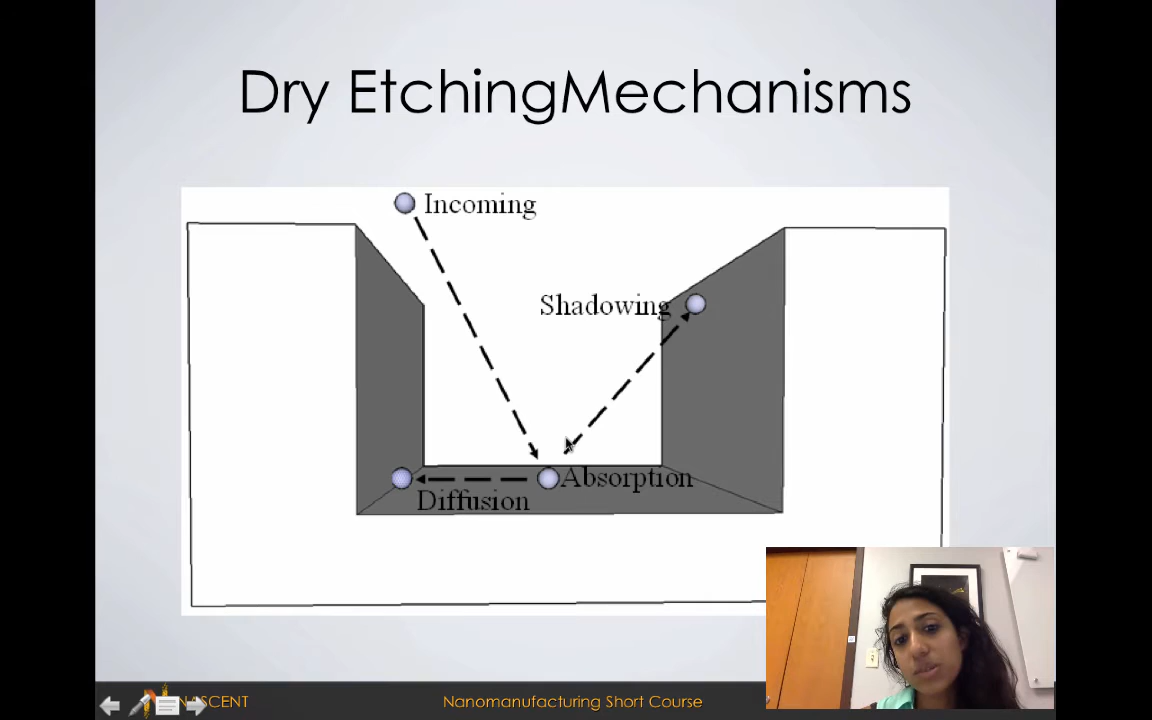 Dry EtchingMechanisms
Incoming
Shadowing
Absorption
Diffusion
Nanomanufacturing Short Course